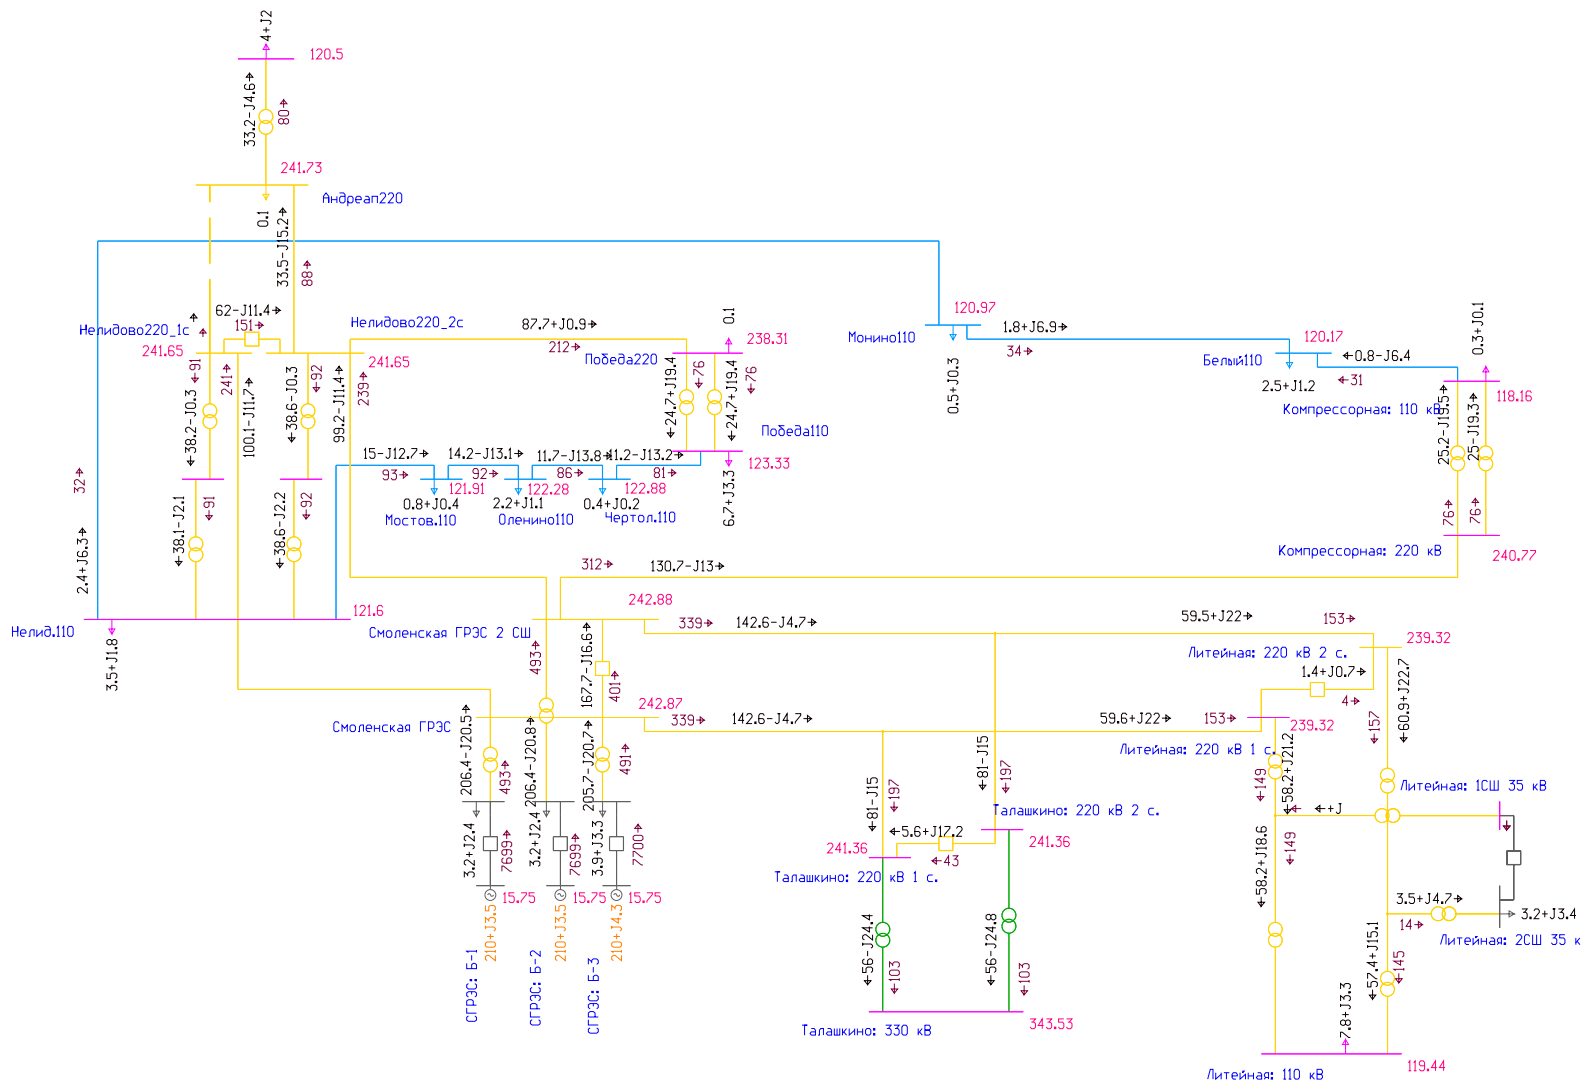 4+J2
120.5
33.2-J4.6→
80→
241.73
Андреап220
0.1
33.5-J15.2→
88→
62-J11.4→
151→
Нелидово220_1с
241.65
Нелидово220_2с
241.65
87.7+J0.9→
212→
0.1
238.31
Победа220
←91
241→
←38.2-J0.3
100.1-J11.7→
←92
←38.6-J0.3
99.2-J11.4→
239→
←76
←76
←24.7+J19.4
←24.7+J19.4
Победа110
123.33
6.7+J3.3
120.97
Монино110
0.5+J0.3
1.8+J6.9→
34→
120.17
Белый110
2.5+J1.2
←0.8-J6.4
←31
0.3+J0.1
118.16
Компрессорная: 110 кВ
25.2-J19.5→
25-J19.3→
76→
76→
Компрессорная: 220 кВ
240.77
32→
2.4+J6.3→
←91
←38.1-J2.1
←92
←38.6-J2.2
15-J12.7→
93→
121.91
0.8+J0.4
Мостов.110
14.2-J13.1→
92→
122.28
2.2+J1.1
Оленино110
11.7-J13.8→
86→
122.88
0.4+J0.2
Чертол.110
11.2-J13.2→
81→
121.6
Нелид.110
3.5+J1.8
312→
130.7-J13→
242.88
Смоленская ГРЭС 2 СШ
339→
142.6-J4.7→
59.5+J22→
153→
239.32
Литейная: 220 кВ 2 с.
493→
167.7-J16.6→
401→
242.87
Смоленская ГРЭС
339→
142.6-J4.7→
59.6+J22→
153→
1.4+J0.7→
4→
239.32
Литейная: 220 кВ 1 с.
←157
←60.9+J22.7
206.4-J20.5→
493→
206.4-J20.8→
205.7-J20.7→
491→
3.2+J2.4
7699→
3.2+J2.4
7699→
3.9+J3.3
7700→
15.75
15.75
15.75
210+J3.5
210+J3.5
210+J4.3
СГРЭС: Б-1
СГРЭС: Б-2
СГРЭС: Б-3
←81-J15
←197
←81-J15
←197
Талашкино: 220 кВ 2 с.
241.36
←5.6+J17.2
←43
241.36
Талашкино: 220 кВ 1 с.
←56-J24.4
←103
←56-J24.8
←103
Талашкино: 330 кВ
343.53
←149
←58.2+J21.2
←+J
Литейная: 1СШ 35 кВ
←149
←58.2+J18.6
3.5+J4.7→
14→
3.2+J3.4
Литейная: 2СШ 35 к
←57.4+J15.1
←145
7.8+J3.3
119.44
Литейная: 110 кВ